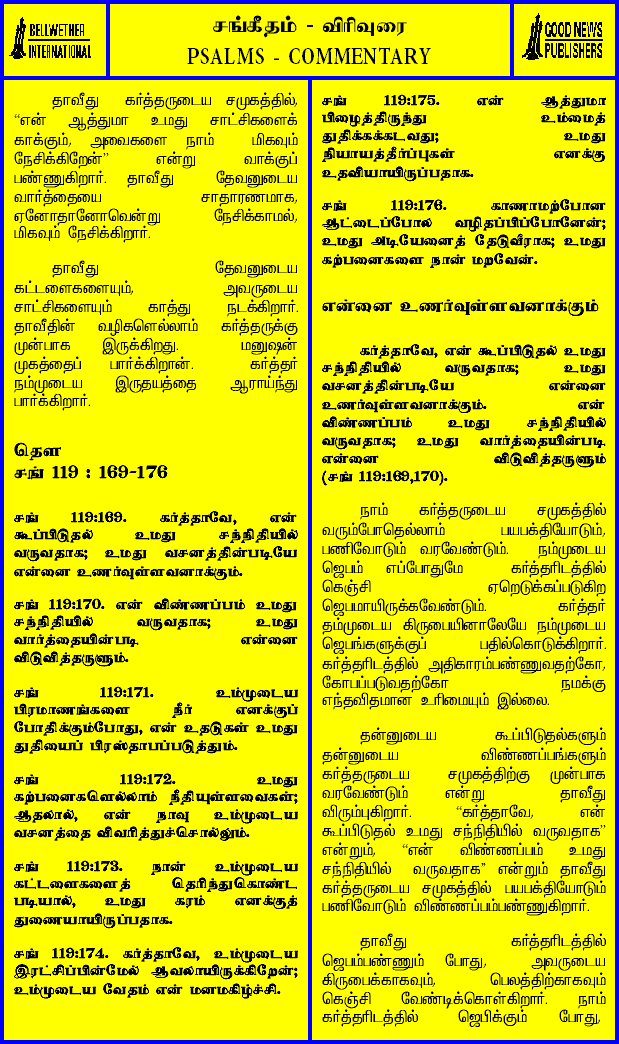 BELLWETHER
INTERNATIONAL
சங்கீதம் - விரிவுரை
PSALMS - COMMENTARY
GOOD NEWS
PUBLISHERS
தாவீது கர்த்தருடைய சமுகத்தில்,
“என் ஆத்துமா உமது சாட்சிகளைக்
காக்கும், அவைகளை நாம் மிகவும்
நேசிக்கிறேன்” என்று வாக்குப்
பண்ணுகிறார். தாவீது தேவனுடைய
வார்த்தையை சாதாரணமாக,
ஏனோதானோவென்று நேசிக்காமல்,
மிகவும் நேசிக்கிறார்.
தாவீது தேவனுடைய
கட்டளைகளையும், அவருடைய
சாட்சிகளையும் காத்து நடக்கிறார்.
தாவீதின் வழிகளெல்லாம் கர்த்தருக்கு
முன்பாக இருக்கிறது. மனுஷன்
முகத்தைப் பார்க்கிறான். கர்த்தர்
நம்முடைய இருதயத்தை ஆராய்ந்து
பார்க்கிறார்.
தௌ
சங் 119 : 169-176
சங் 119:169. கர்த்தாவே, என்
கூப்பிடுதல் உமது சந்நிதியில்
வருவதாக; உமது வசனத்தின்படியே
என்னை உணர்வுள்ளவனாக்கும்.
சங் 119:170. என் விண்ணப்பம் உமது
சந்நிதியில் வருவதாக; உமது
வார்த்தையின்படி என்னை
விடுவித்தருளும்.
சங் 119:171. உம்முடைய
பிரமாணங்களை நீர் எனக்குப்
போதிக்கும்போது, என் உதடுகள் உமது
துதியைப் பிரஸ்தாபப்படுத்தும்.
சங் 119:172. உமது
கற்பனைகளெல்லாம் நீதியுள்ளவைகள்;
ஆதலால், என் நாவு உம்முடைய
வசனத்தை விவரித்துச்சொல்லும்.
சங் 119:173. நான் உம்முடைய
கட்டளைகளைத் தெரிந்துகொண்ட
படியால், உமது கரம் எனக்குத்
துணையாயிருப்பதாக.
சங் 119:174. கர்த்தாவே, உம்முடைய
இரட்சிப்பின்மேல் ஆவலாயிருக்கிறேன்;
உம்முடைய வேதம் என் மனமகிழ்ச்சி.
சங் 119:175. என் ஆத்துமா
பிழைத்திருந்து உம்மைத்
துதிக்கக்கடவது; உமது
நியாயத்தீர்ப்புகள் எனக்கு
உதவியாயிருப்பதாக.
சங் 119:176. காணாமற்போன
ஆட்டைப்போல வழிதப்பிப்போனேன்;
உமது அடியேனைத் தேடுவீராக; உமது
கற்பனைகளை நான் மறவேன்.
என்னை உணர்வுள்ளவனாக்கும்
கர்த்தாவே, என் கூப்பிடுதல் உமது
சந்நிதியில் வருவதாக; உமது
வசனத்தின்படியே என்னை
உணர்வுள்ளவனாக்கும். என்
விண்ணப்பம் உமது சந்நிதியில்
வருவதாக; உமது வார்த்தையின்படி
என்னை விடுவித்தருளும்
(சங் 119:169,170).
நாம் கர்த்தருடைய சமுகத்தில்
வரும்போதெல்லாம் பயபக்தியோடும்,
பணிவோடும் வரவேண்டும். நம்முடைய
ஜெபம் எப்போதுமே கர்த்தரிடத்தில்
கெஞ்சி ஏறெடுக்கப்படுகிற
ஜெபமாயிருக்கவேண்டும். கர்த்தர்
தம்முடைய கிருபையினாலேயே நம்முடைய
ஜெபங்களுக்குப் பதில்கொடுக்கிறார்.
கர்த்தரிடத்தில் அதிகாரம்பண்ணுவதற்கோ,
கோபப்படுவதற்கோ நமக்கு
எந்தவிதமான உரிமையும் இல்லை.
தன்னுடைய கூப்பிடுதல்களும்
தன்னுடைய விண்ணப்பங்களும்
கர்த்தருடைய சமுகத்திற்கு முன்பாக
வரவேண்டும் என்று தாவீது
விரும்புகிறார். “கர்த்தாவே, என்
கூப்பிடுதல் உமது சந்நிதியில் வருவதாக”
என்றும், “என் விண்ணப்பம் உமது
சந்நிதியில் வருவதாக” என்றும் தாவீது
கர்த்தருடைய சமுகத்தில் பயபக்தியோடும்
பணிவோடும் விண்ணப்பம்பண்ணுகிறார்.
தாவீது கர்த்தரிடத்தில்
ஜெபம்பண்ணும் போது, அவருடைய
கிருபைக்காகவும், பெலத்திற்காகவும்
கெஞ்சி வேண்டிக்கொள்கிறார். நாம்
கர்த்தரிடத்தில் ஜெபிக்கும் போது,